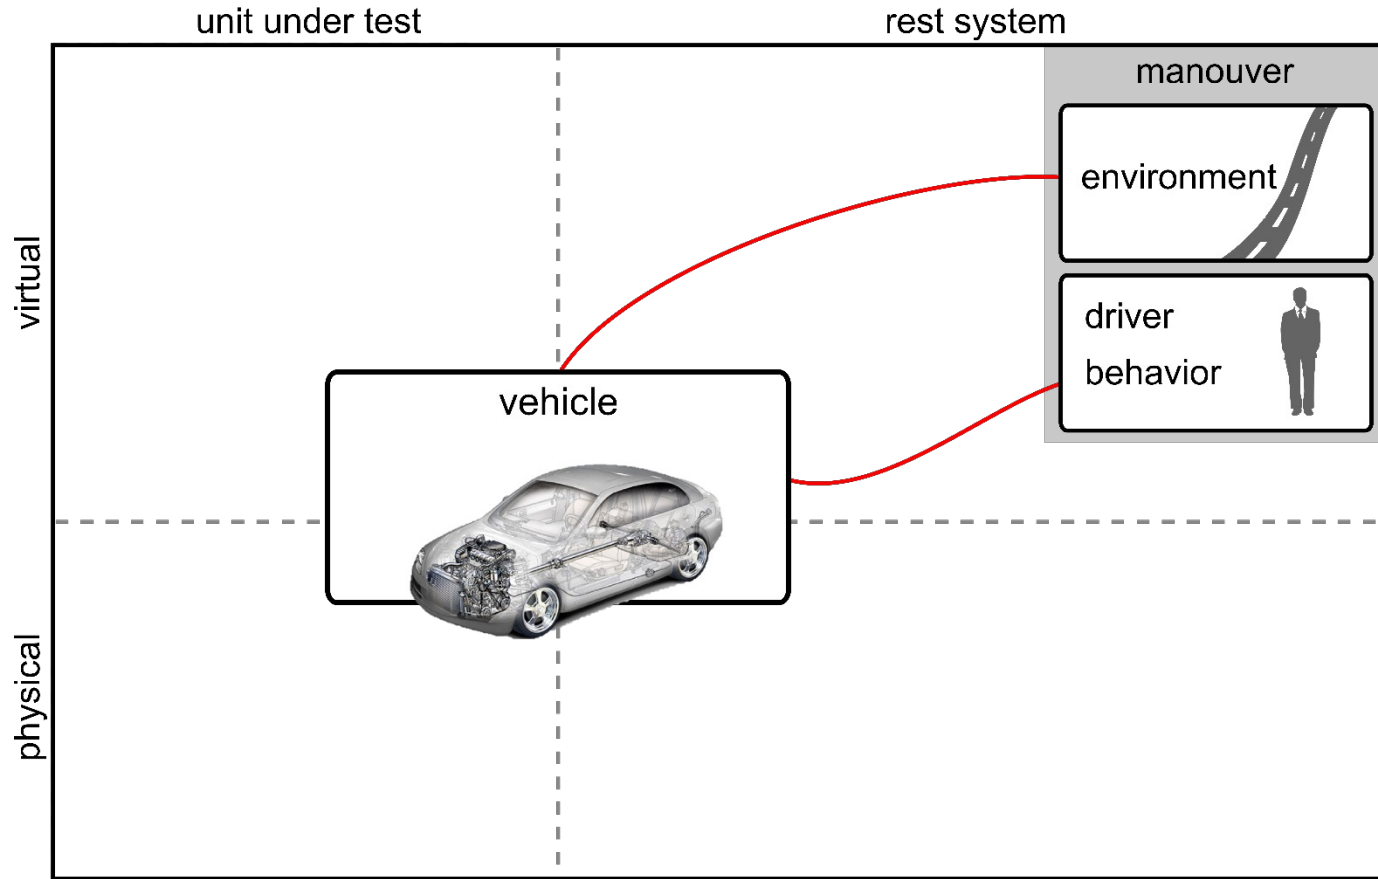 unit under test
rest system
manouver
environment
driver
behavior
vehicle
virtual
physical